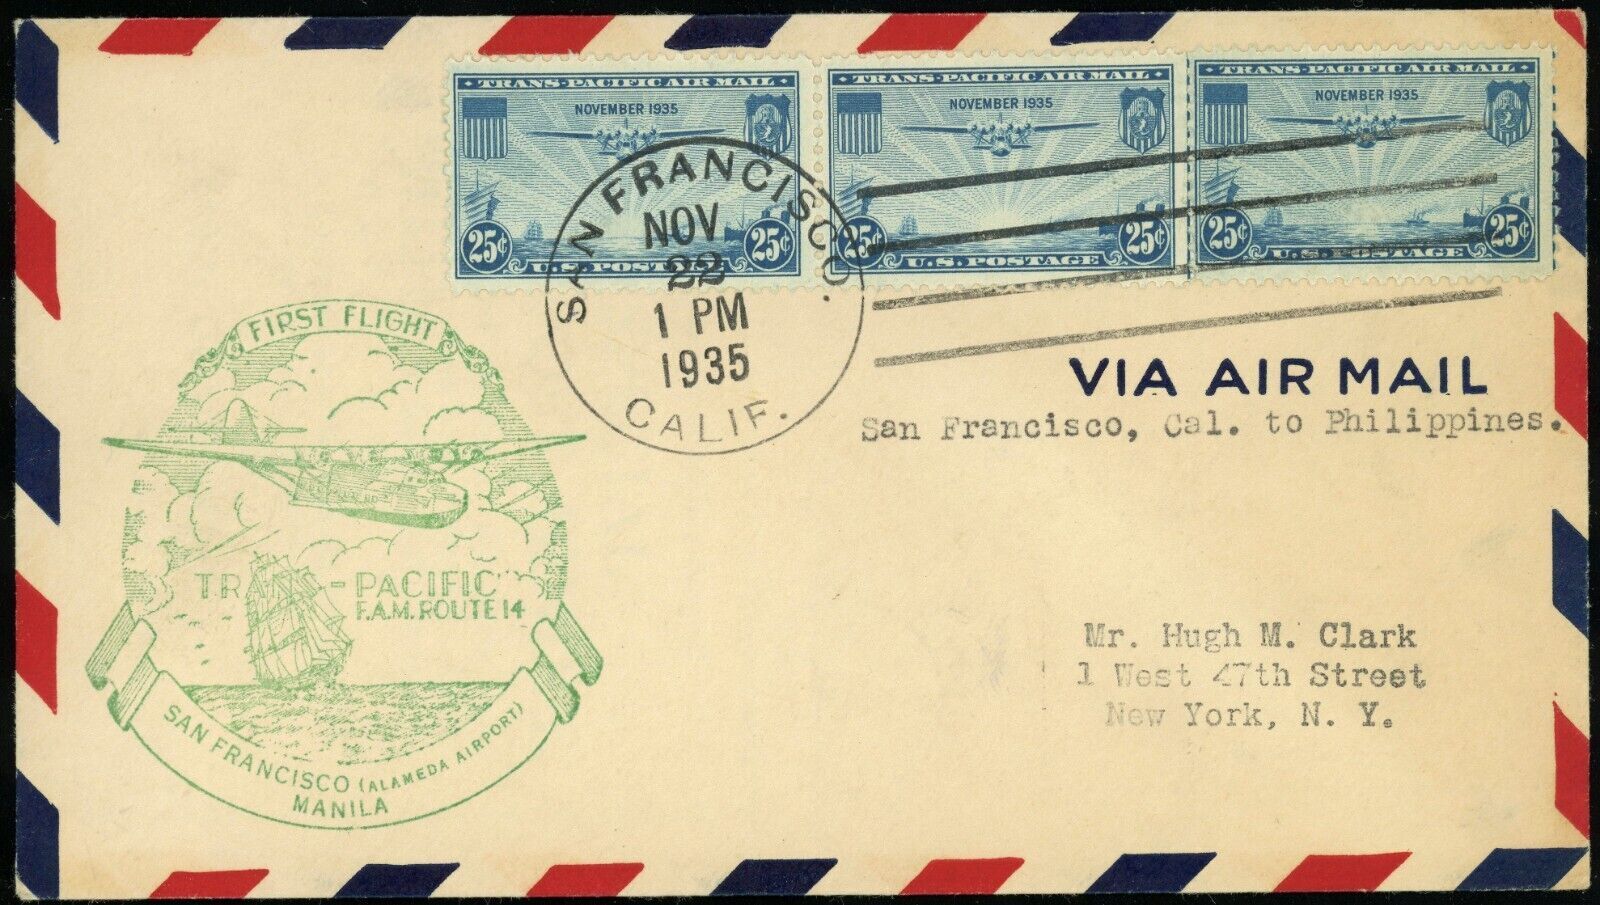 TRANS-PACIFIC AIR MAIL
NOVEMBER 1935
25¢ 25¢
U.S. POSTAGE
TRANS-PACIFIC AIR MAIL
NOVEMBER 1935
25¢ 25¢
U.S. POSTAGE
TRANS-PACIFIC AIR MAIL
NOVEMBER 1935
25¢ 25¢
U.S. POSTAGE
SAN FRANCISCO.
NOV.
22
1 PM
1935
CALIF.
FIRST FLIGHT
VIA AIR MAIL
San Francisco, Cal. to Philippines.
TRANS-PACIFIC
F.A.M. ROUTE 14
SAN FRANCISCO (ALAMEDA AIRPORT)
MANILA
Mr. Hugh M. Clark
1 West 47th Street
New York, N. Y.